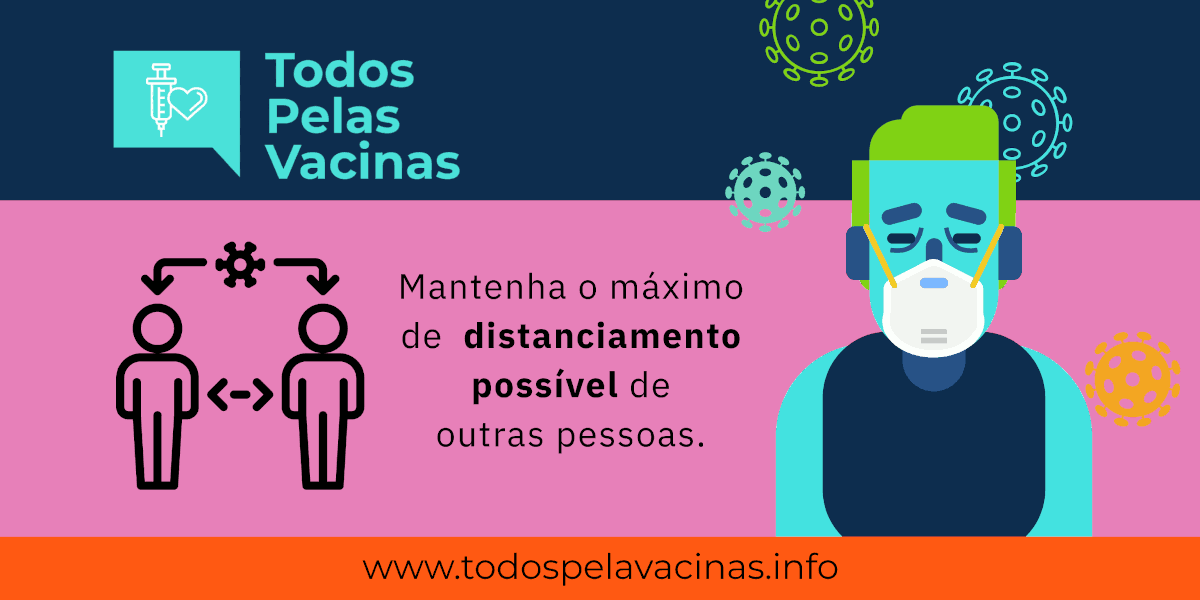 Todos
Pelas
Vacinas
Mantenha o máximo
de distanciamento
possível de
outras pessoas.
www.todospelavacinas.info